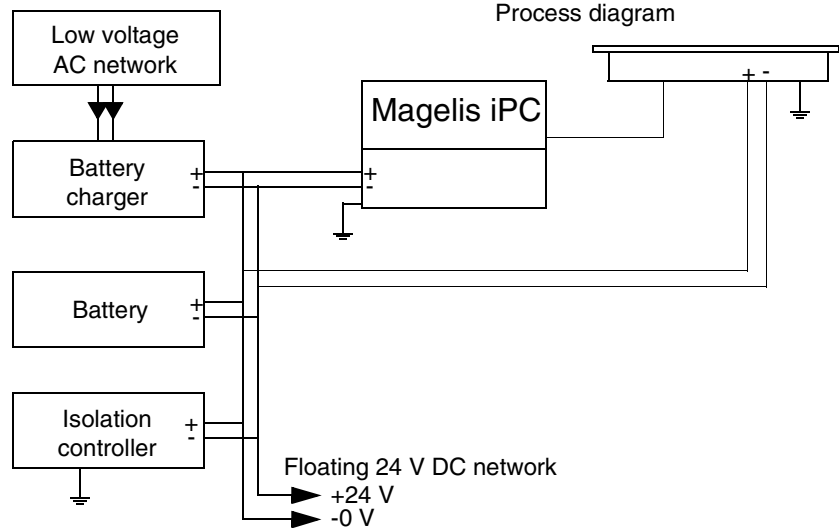 Process diagram
Low voltage
AC network
+ -
Magelis iPC
Battery
charger
+
-
+
-
Battery
+
-
Isolation
controller
+
-
Floating 24 V DC network
+24 V
-0 V